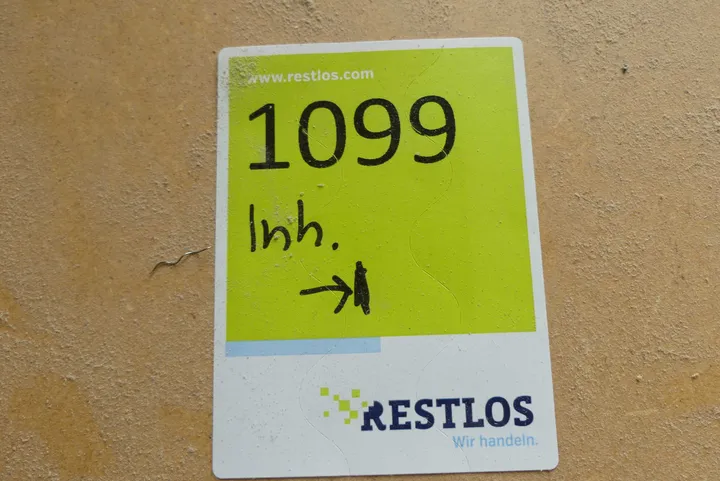 www.restlos.com
1099
Inh.
→
RESTLOS
Wir handeln.